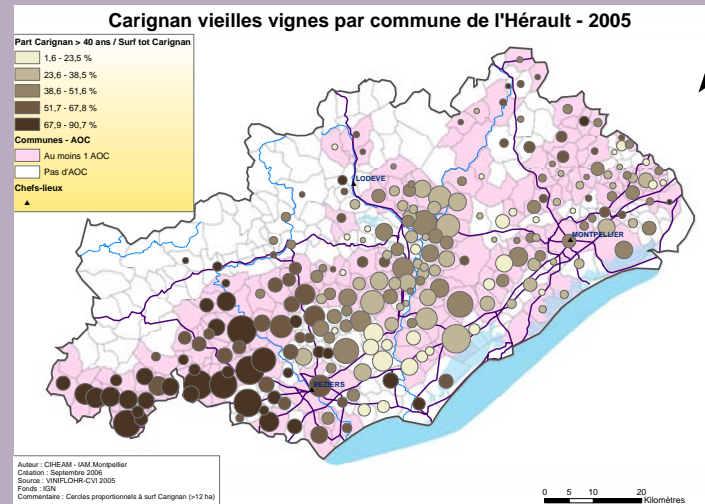 Carignan vieilles vignes par commune de l'Hérault - 2005
Part Carignan > 40 ans / Surf tot Carignan
1,6 - 23,5 %
23,6 - 38,5 %
38,6 - 51,6 %
51,7 - 67,8 %
67,9 - 90,7 %
Communes - AOC
Au moins 1 AOC
Pas d'AOC
Chefs-lieux
LODEVE
MONTPELLIER
BEZIERS
Auteur : CIHEAM - IAM.Montpellier
Création : Septembre 2006
Source : VINIFLOHR-CVI 2005
Fonds : IGN
Commentaire : Cercles proportionnels à surf Carignan (>12 ha)
0 5 10 20
Kilomètres